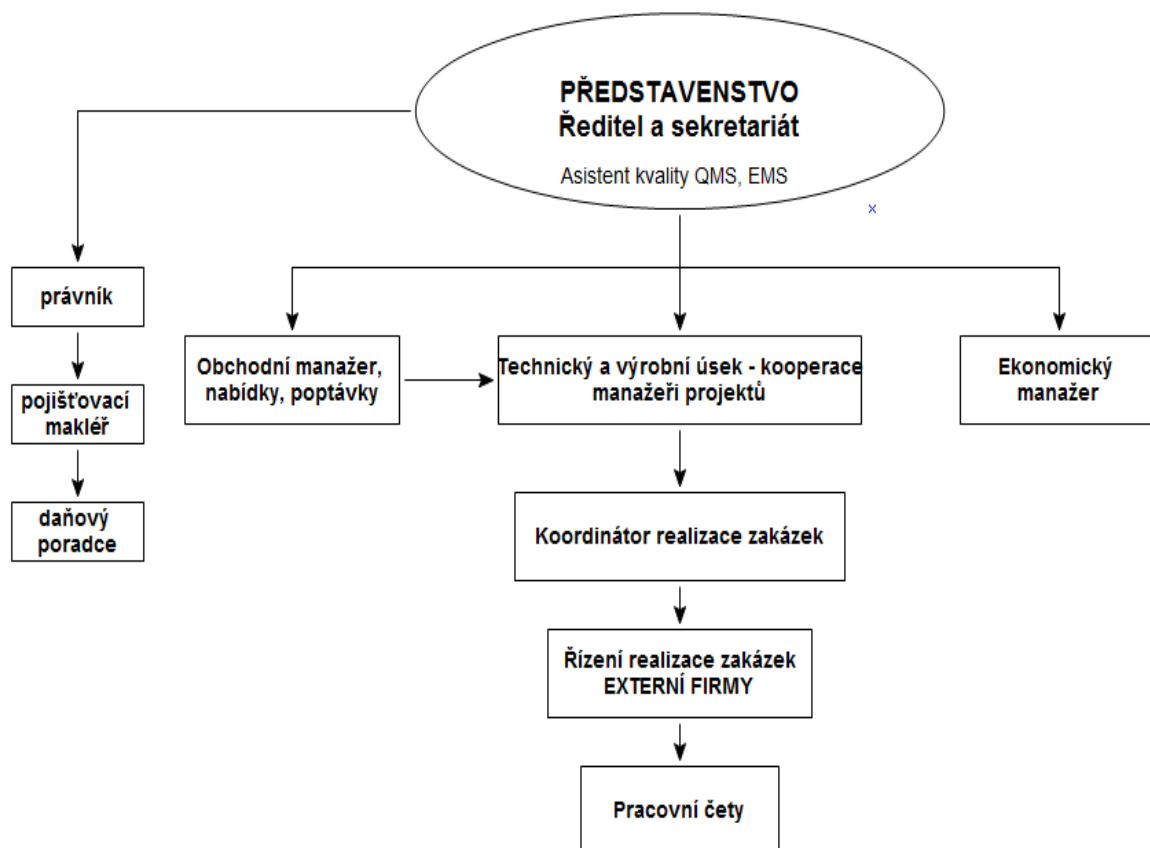 PŘEDSTAVENSTVO
Ředitel a sekretariát
Asistent kvality QMS, EMS
x
právník
pojišťovací
makléř
daňový
poradce
Obchodní manažer,
nabídky, poptávky
Technický a výrobní úsek - kooperace
manažeři projektů
Ekonomický
manažer
Koordinátor realizace zakázek
Řízení realizace zakázek
EXTERNÍ FIRMY
Pracovní čety